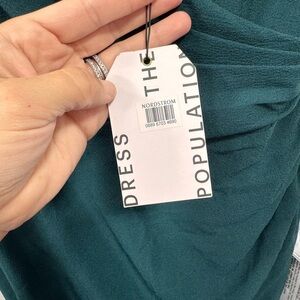 DRESS
THE
POPULATION
NORDSTROM